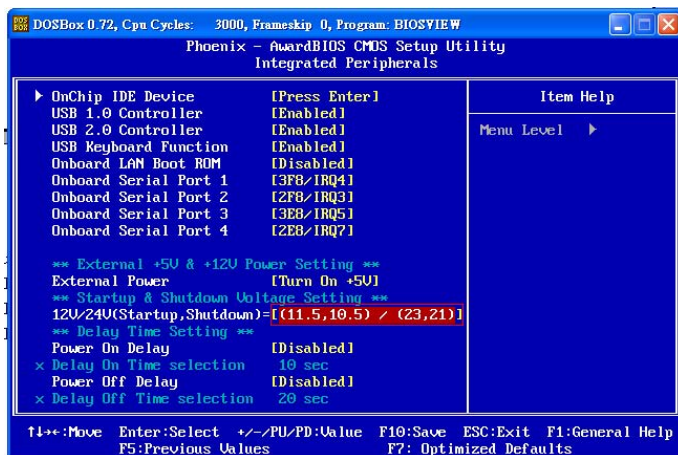 DOSBox 0.72, Cpu Cycles: 3000, Frameskip 0, Program: BIOSVIEW
Phoenix - AwardBIOS CMOS Setup Utility
Integrated Peripherals
OnChip IDE Device [Press Enter]
USB 1.0 Controller [Enabled]
USB 2.0 Controller [Enabled]
USB Keyboard Function [Enabled]
Onboard LAN Boot ROM [Disabled]
Onboard Serial Port 1 [3F8/IRQ4]
Onboard Serial Port 2 [2F8/IRQ3]
Onboard Serial Port 3 [3E8/IRQ5]
Onboard Serial Port 4 [2E8/IRQ7]
** External +5V & +12V Power Setting **
External Power [Turn On +5V]
** Startup & Shutdown Voltage Setting **
12V/24V(Startup,Shutdown)=[(11.5,10.5) / (23,21)]
** Delay Time Setting **
Power On Delay [Disabled]
x Delay On Time selection 10 sec
Power Off Delay [Disabled]
x Delay Off Time selection 20 sec
Item Help
Menu Level
↑↓→←:Move Enter:Select +/-/PU/PD:Value F10:Save ESC:Exit F1:General Help
F5:Previous Values F7: Optimized Defaults